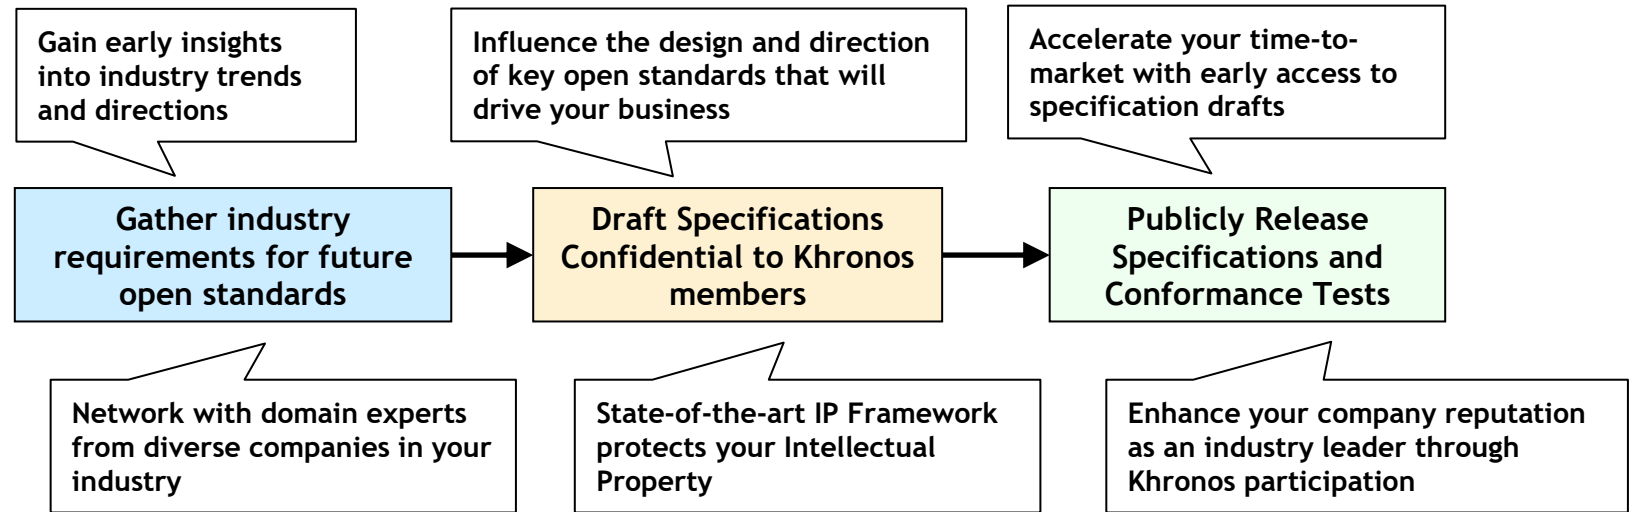 Gain early insights
into industry trends
and directions
Influence the design and direction
of key open standards that will
drive your business
Accelerate your time-to-
market with early access to
specification drafts
Gather industry
requirements for future
open standards
Draft Specifications
Confidential to Khronos
members
Publicly Release
Specifications and
Conformance Tests
Network with domain experts
from diverse companies in your
industry
State-of-the-art IP Framework
protects your Intellectual
Property
Enhance your company reputation
as an industry leader through
Khronos participation